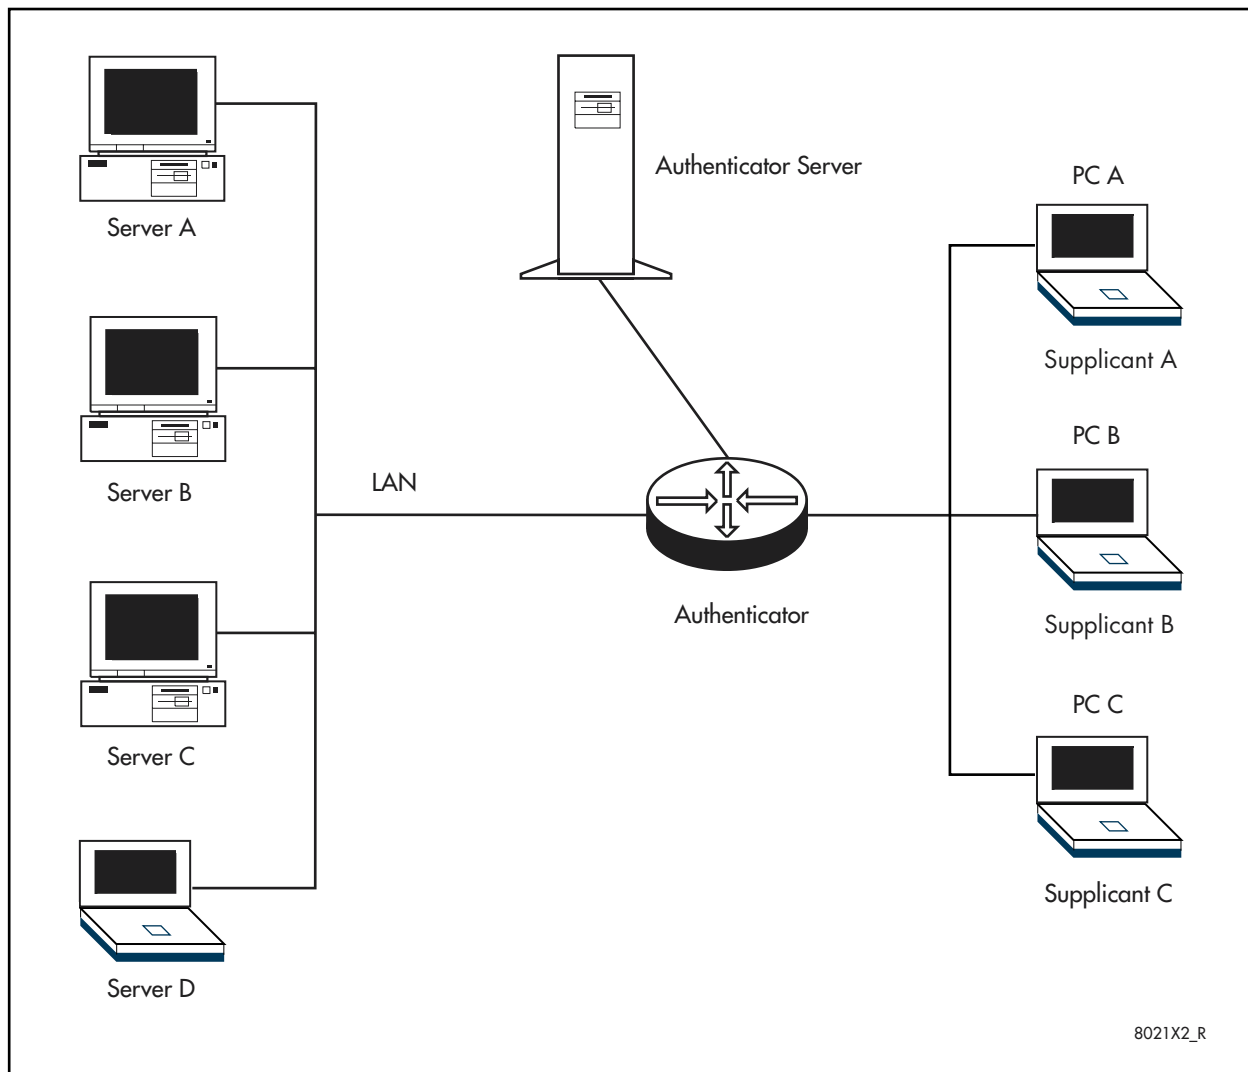 Server A
Server B
Server C
Server D
LAN
Authenticator Server
Authenticator
PC A
Supplicant A
PC B
Supplicant B
PC C
Supplicant C
8021X2_R